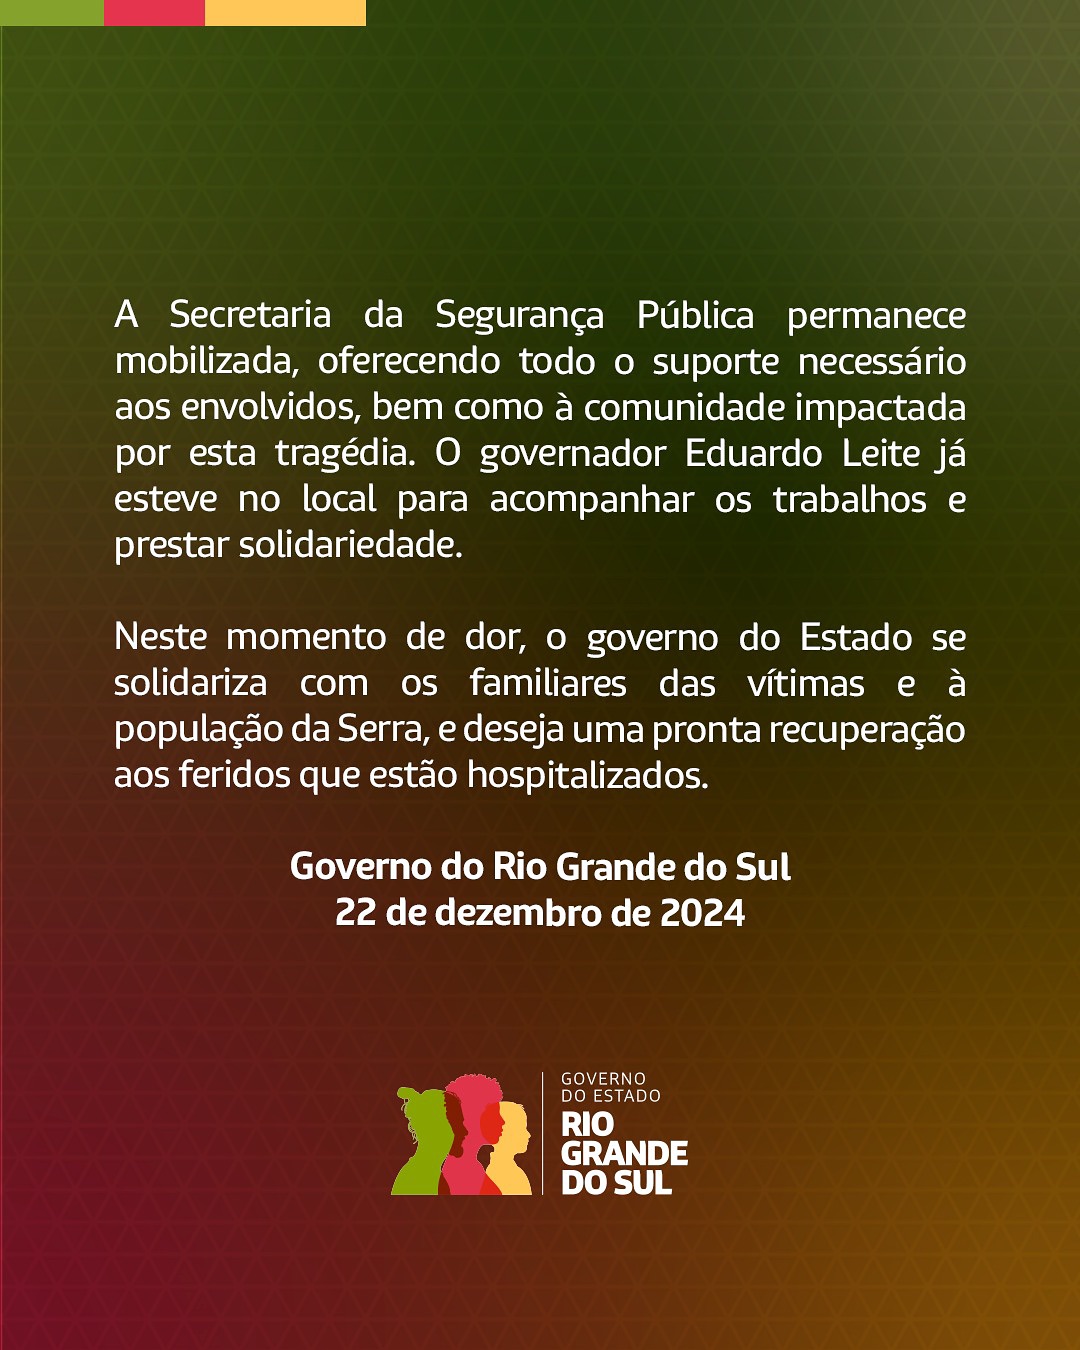 A Secretaria da Segurança Pública permanece
mobilizada, oferecendo todo o suporte necessário
aos envolvidos, bem como à comunidade impactada
por esta tragédia. O governador Eduardo Leite já
esteve no local para acompanhar os trabalhos e
prestar solidariedade.
Neste momento de dor, o governo do Estado se
solidariza com os familiares das vítimas e à
população da Serra, e deseja uma pronta recuperação
aos feridos que estão hospitalizados.
Governo do Rio Grande do Sul
22 de dezembro de 2024
GOVERNO
DO ESTADO
RIO
GRANDE
DO SUL